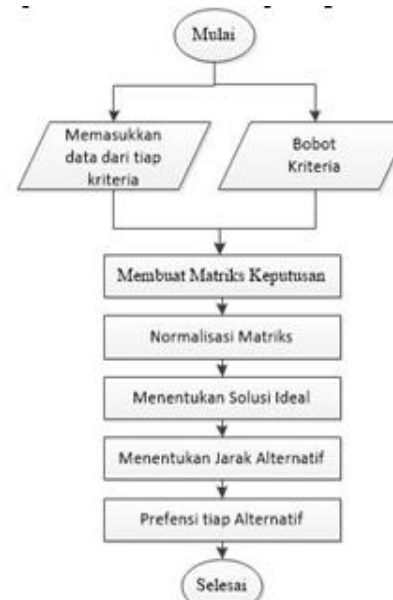 Mulai
Memasukkan
data dari tiap
kriteria
Bobot
Kriteria
Membuat Matriks Keputusan
Normalisasi Matriks
Menentukan Solusi Ideal
Menentukan Jarak Alternatif
Prefensi tiap Alternatif
Selesai